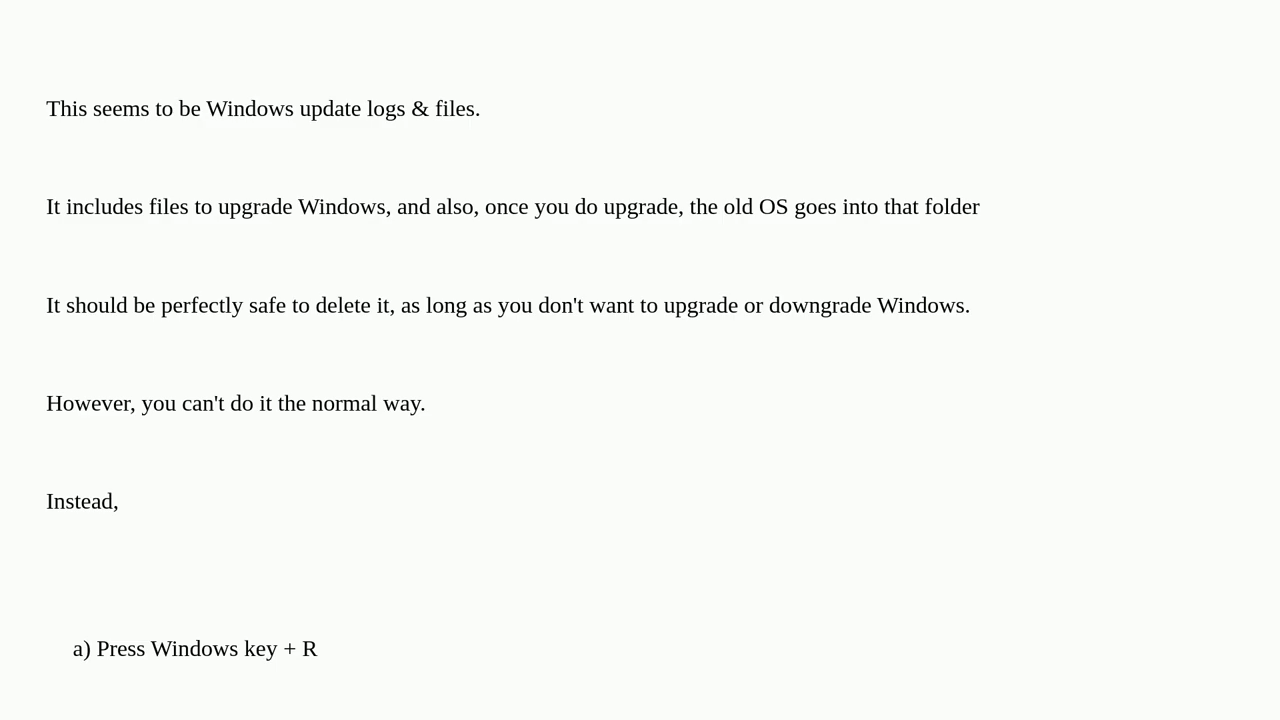 This seems to be Windows update logs & files.
It includes files to upgrade Windows, and also, once you do upgrade, the old OS goes into that folder
It should be perfectly safe to delete it, as long as you don't want to upgrade or downgrade Windows.
However, you can't do it the normal way.
Instead,
a) Press Windows key + R